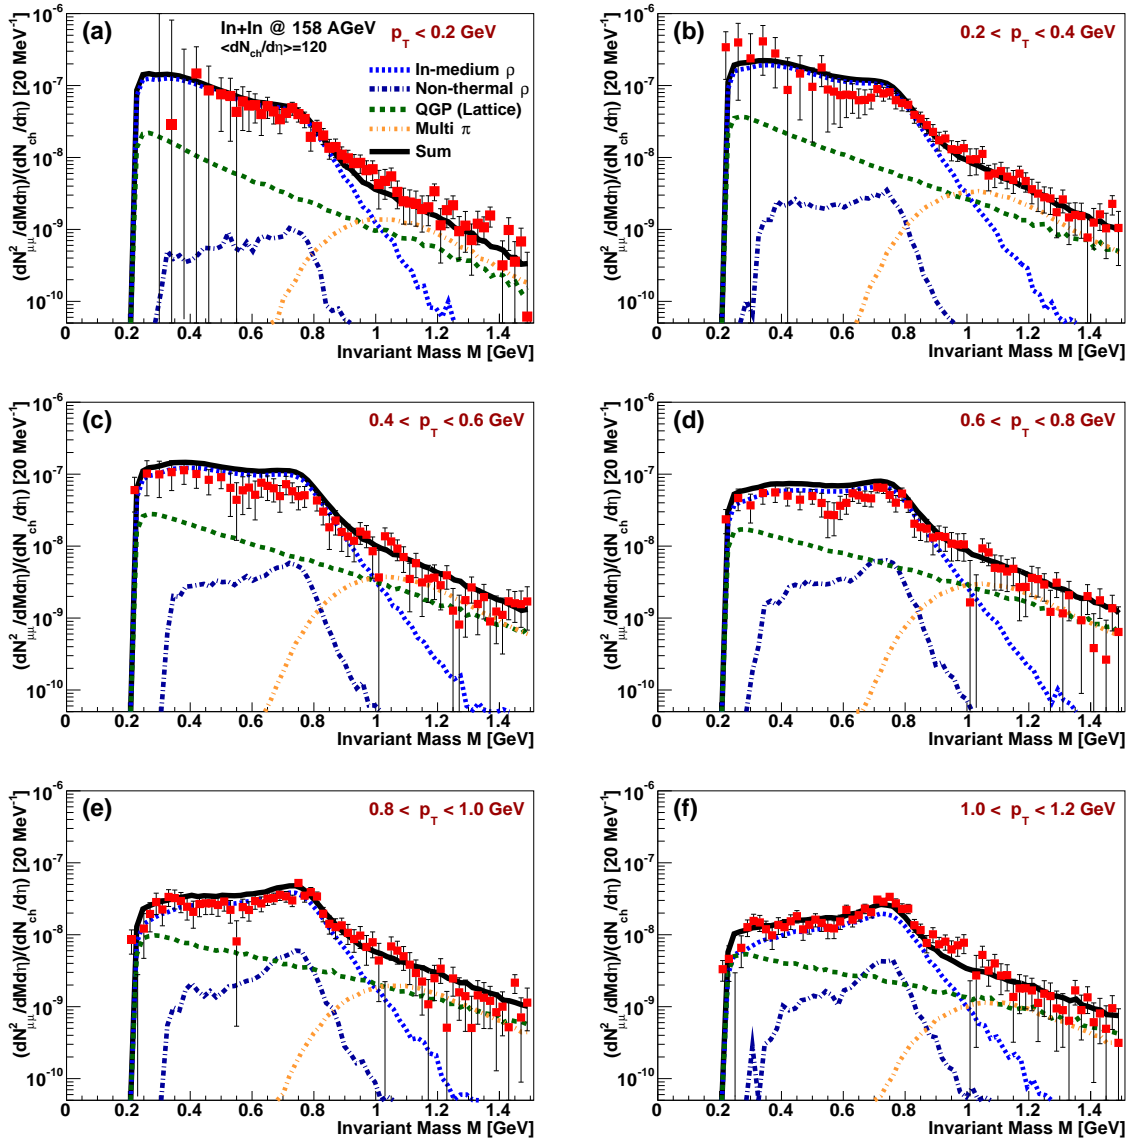 (a)
In+In @ 158 AGeV
<dN_ch/dη>=120
p_T < 0.2 GeV
In-medium ρ
Non-thermal ρ
QGP (Lattice)
Multi π
Sum
(dN²_μμ/dMdη)/(dN_ch/dη) [20 MeV⁻¹]
10⁻⁶
10⁻⁷
10⁻⁸
10⁻⁹
10⁻¹⁰
0 0.2 0.4 0.6 0.8 1 1.2 1.4
Invariant Mass M [GeV]
(b)
0.2 < p_T < 0.4 GeV
(dN²_μμ/dMdη)/(dN_ch/dη) [20 MeV⁻¹]
10⁻⁶
10⁻⁷
10⁻⁸
10⁻⁹
10⁻¹⁰
0 0.2 0.4 0.6 0.8 1 1.2 1.4
Invariant Mass M [GeV]
(c)
0.4 < p_T < 0.6 GeV
(dN²_μμ/dMdη)/(dN_ch/dη) [20 MeV⁻¹]
10⁻⁶
10⁻⁷
10⁻⁸
10⁻⁹
10⁻¹⁰
0 0.2 0.4 0.6 0.8 1 1.2 1.4
Invariant Mass M [GeV]
(d)
0.6 < p_T < 0.8 GeV
(dN²_μμ/dMdη)/(dN_ch/dη) [20 MeV⁻¹]
10⁻⁶
10⁻⁷
10⁻⁸
10⁻⁹
10⁻¹⁰
0 0.2 0.4 0.6 0.8 1 1.2 1.4
Invariant Mass M [GeV]
(e)
0.8 < p_T < 1.0 GeV
(dN²_μμ/dMdη)/(dN_ch/dη) [20 MeV⁻¹]
10⁻⁶
10⁻⁷
10⁻⁸
10⁻⁹
10⁻¹⁰
0 0.2 0.4 0.6 0.8 1 1.2 1.4
Invariant Mass M [GeV]
(f)
1.0 < p_T < 1.2 GeV
(dN²_μμ/dMdη)/(dN_ch/dη) [20 MeV⁻¹]
10⁻⁶
10⁻⁷
10⁻⁸
10⁻⁹
10⁻¹⁰
0 0.2 0.4 0.6 0.8 1 1.2 1.4
Invariant Mass M [GeV]